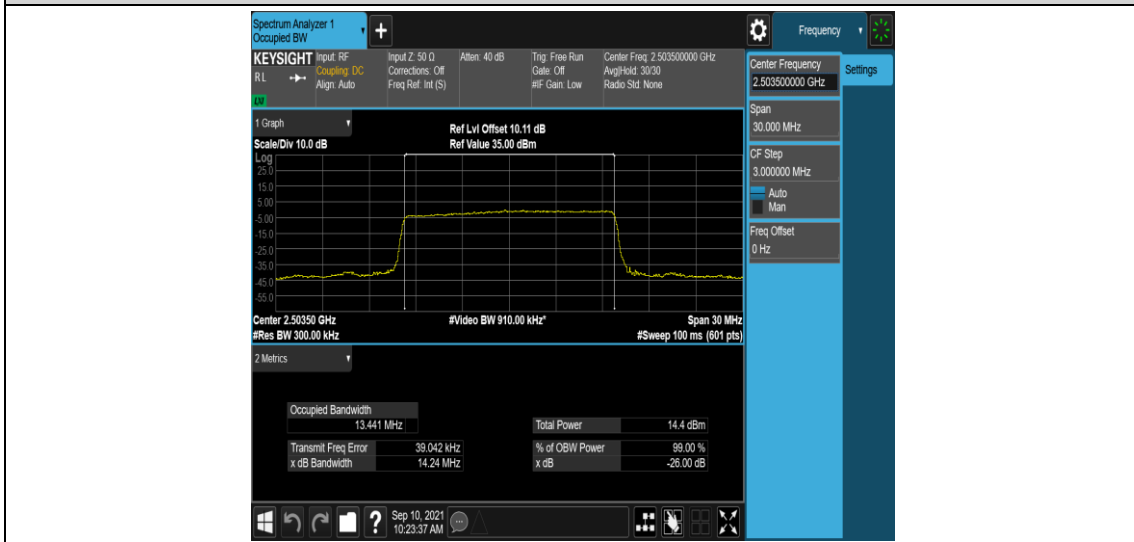 Spectrum Analyzer 1
Occupied BW
Frequency
KEYSIGHT
RL
LXI
Input: RF
Coupling: DC
Align: Auto
Input Z: 50 Ω
Corrections: Off
Freq Ref: Int (S)
Atten: 40 dB
Trig: Free Run
Gate: Off
#IF Gain: Low
Center Freq: 2.503500000 GHz
Avg|Hold: 30/30
Radio Std: None
Center Frequency
2.503500000 GHz
Settings
Span
30.000 MHz
CF Step
3.000000 MHz
Auto
Man
Freq Offset
0 Hz
1 Graph
Scale/Div 10.0 dB
Ref Lvl Offset 10.11 dB
Ref Value 35.00 dBm
Log
25.0
15.0
5.00
-5.00
-15.0
-25.0
-35.0
-45.0
-55.0
Center 2.50350 GHz
#Video BW 910.00 kHz*
Span 30 MHz
#Res BW 300.00 kHz
#Sweep 100 ms (601 pts)
2 Metrics
Occupied Bandwidth
13.441 MHz
Total Power 14.4 dBm
Transmit Freq Error 39.042 kHz
% of OBW Power 99.00 %
x dB Bandwidth 14.24 MHz
x dB -26.00 dB
?
Sep 10, 2021
10:23:37 AM